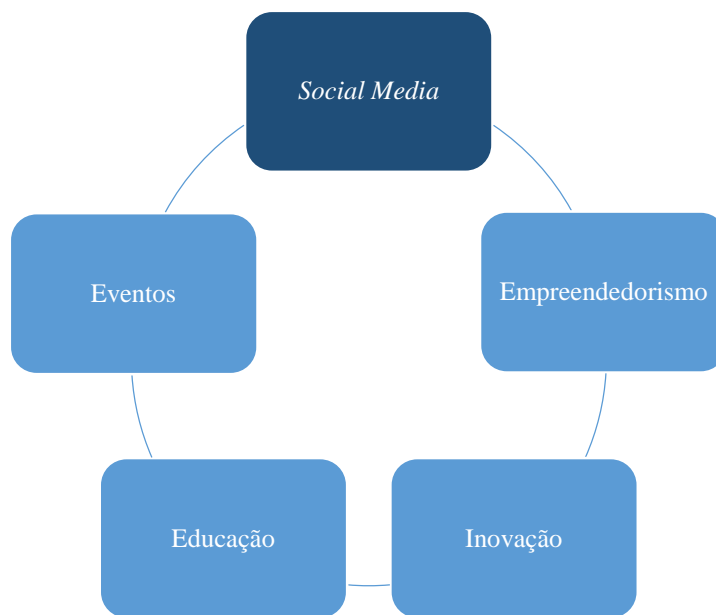 Social Media
Eventos
Empreendedorismo
Educação
Inovação